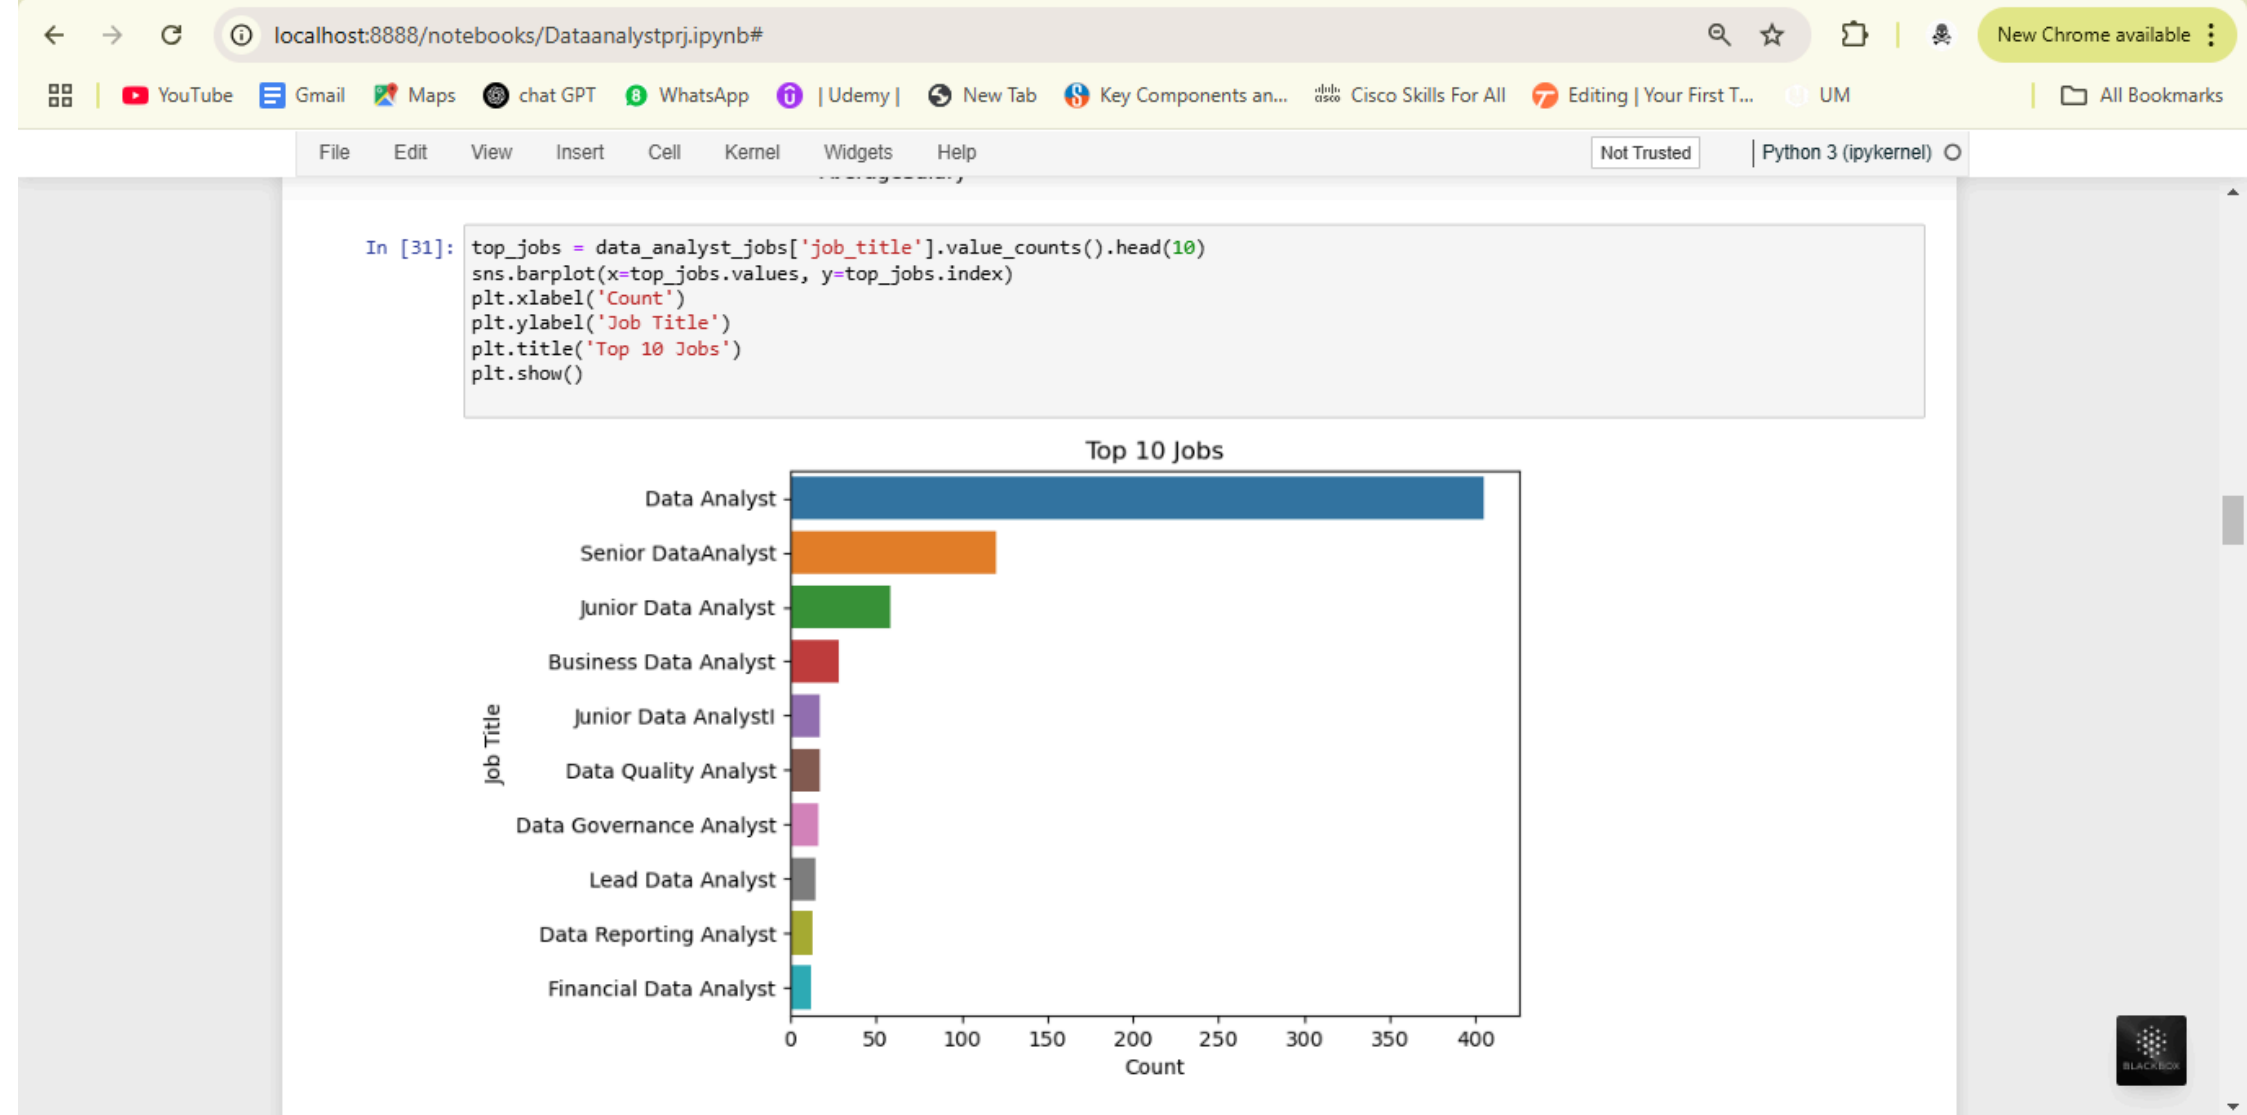 localhost:8888/notebooks/Dataanalystprj.ipynb#
New Chrome available
YouTube Gmail Maps chat GPT 8 WhatsApp | Udemy | New Tab Key Components an... cisco Cisco Skills For All Editing | Your First T... UM All Bookmarks
File Edit View Insert Cell Kernel Widgets Help Not Trusted Python 3 (ipykernel)
In [31]: top_jobs = data_analyst_jobs['job_title'].value_counts().head(10)
sns.barplot(x=top_jobs.values, y=top_jobs.index)
plt.xlabel('Count')
plt.ylabel('Job Title')
plt.title('Top 10 Jobs')
plt.show()
Top 10 Jobs
Job Title
Data Analyst
Senior DataAnalyst
Junior Data Analyst
Business Data Analyst
Junior Data AnalystI
Data Quality Analyst
Data Governance Analyst
Lead Data Analyst
Data Reporting Analyst
Financial Data Analyst
0 50 100 150 200 250 300 350 400
Count
BLACKBOX